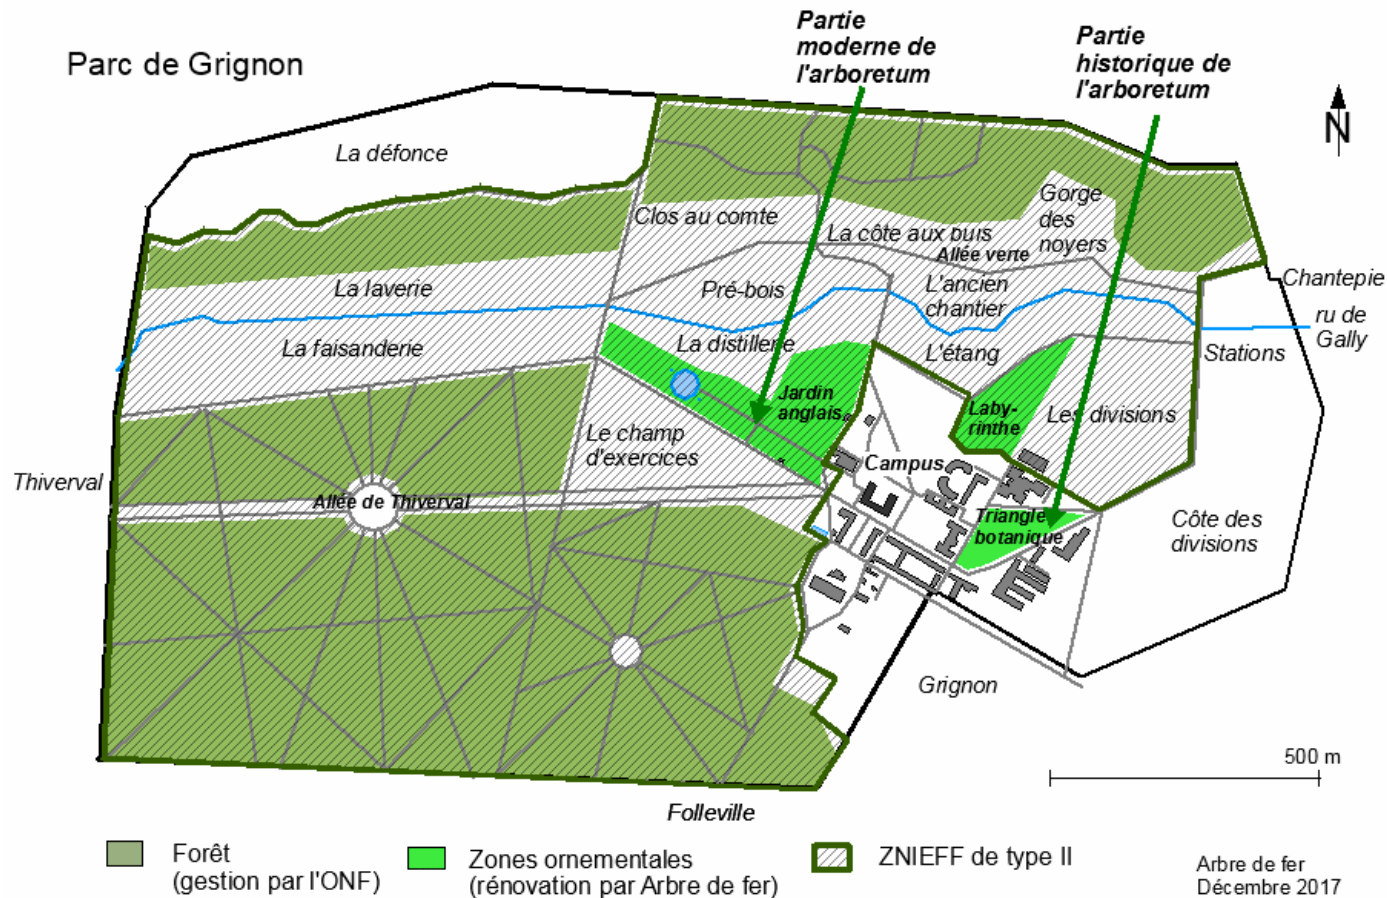 Parc de Grignon
Partie
moderne de
l'arboretum
Partie
historique de
l'arboretum
N
La défonce
Clos au comte
Gorge
des
noyers
La côte aux buis
Allée verte
Chantepie
La laverie
Pré-bois
L'ancien
chantier
ru de
Gally
La faisanderie
La distillerie
L'étang
Stations
Jardin
anglais
Laby-
rinthe
Les divisions
Le champ
d'exercices
Campus
Thiverval
Allée de Thiverval
Triangle
botanique
Côte des
divisions
Grignon
500 m
Folleville
Forêt
(gestion par l'ONF)
Zones ornementales
(rénovation par Arbre de fer)
ZNIEFF de type II
Arbre de fer
Décembre 2017